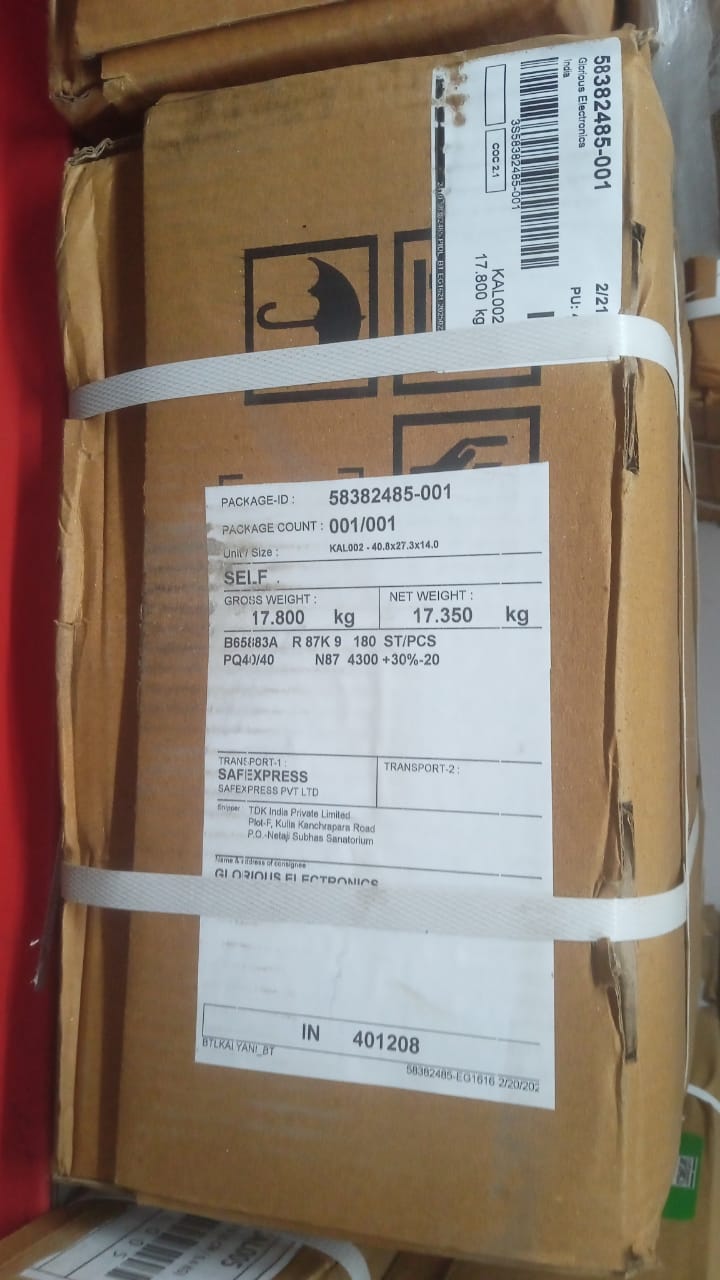 58382485-001
Glorious Electronics
India
3S58382485-001
COC 2.1
2/21
PU:
KAL002
17.800 kg
PACKAGE-ID : 58382485-001
PACKAGE COUNT : 001/001
Unit / Size : KAL002 - 40.8x27.3x14.0
SELF .
GROSS WEIGHT : NET WEIGHT :
17.800 kg 17.350 kg
B65883A R 87K 9 180 ST/PCS
PQ40/40 N87 4300 +30%-20
TRANSPORT-1 : TRANSPORT-2 :
SAFEXPRESS
SAFEXPRESS PVT LTD
Shipper TDK India Private Limited
Plot-F, Kulia Kanchrapara Road
P.O.-Netaji Subhas Sanatorium
Name & address of consignee
GLORIOUS ELECTRONICS
IN 401208
BTLKALYANI_BT
58382485-EG1616 2/20/202